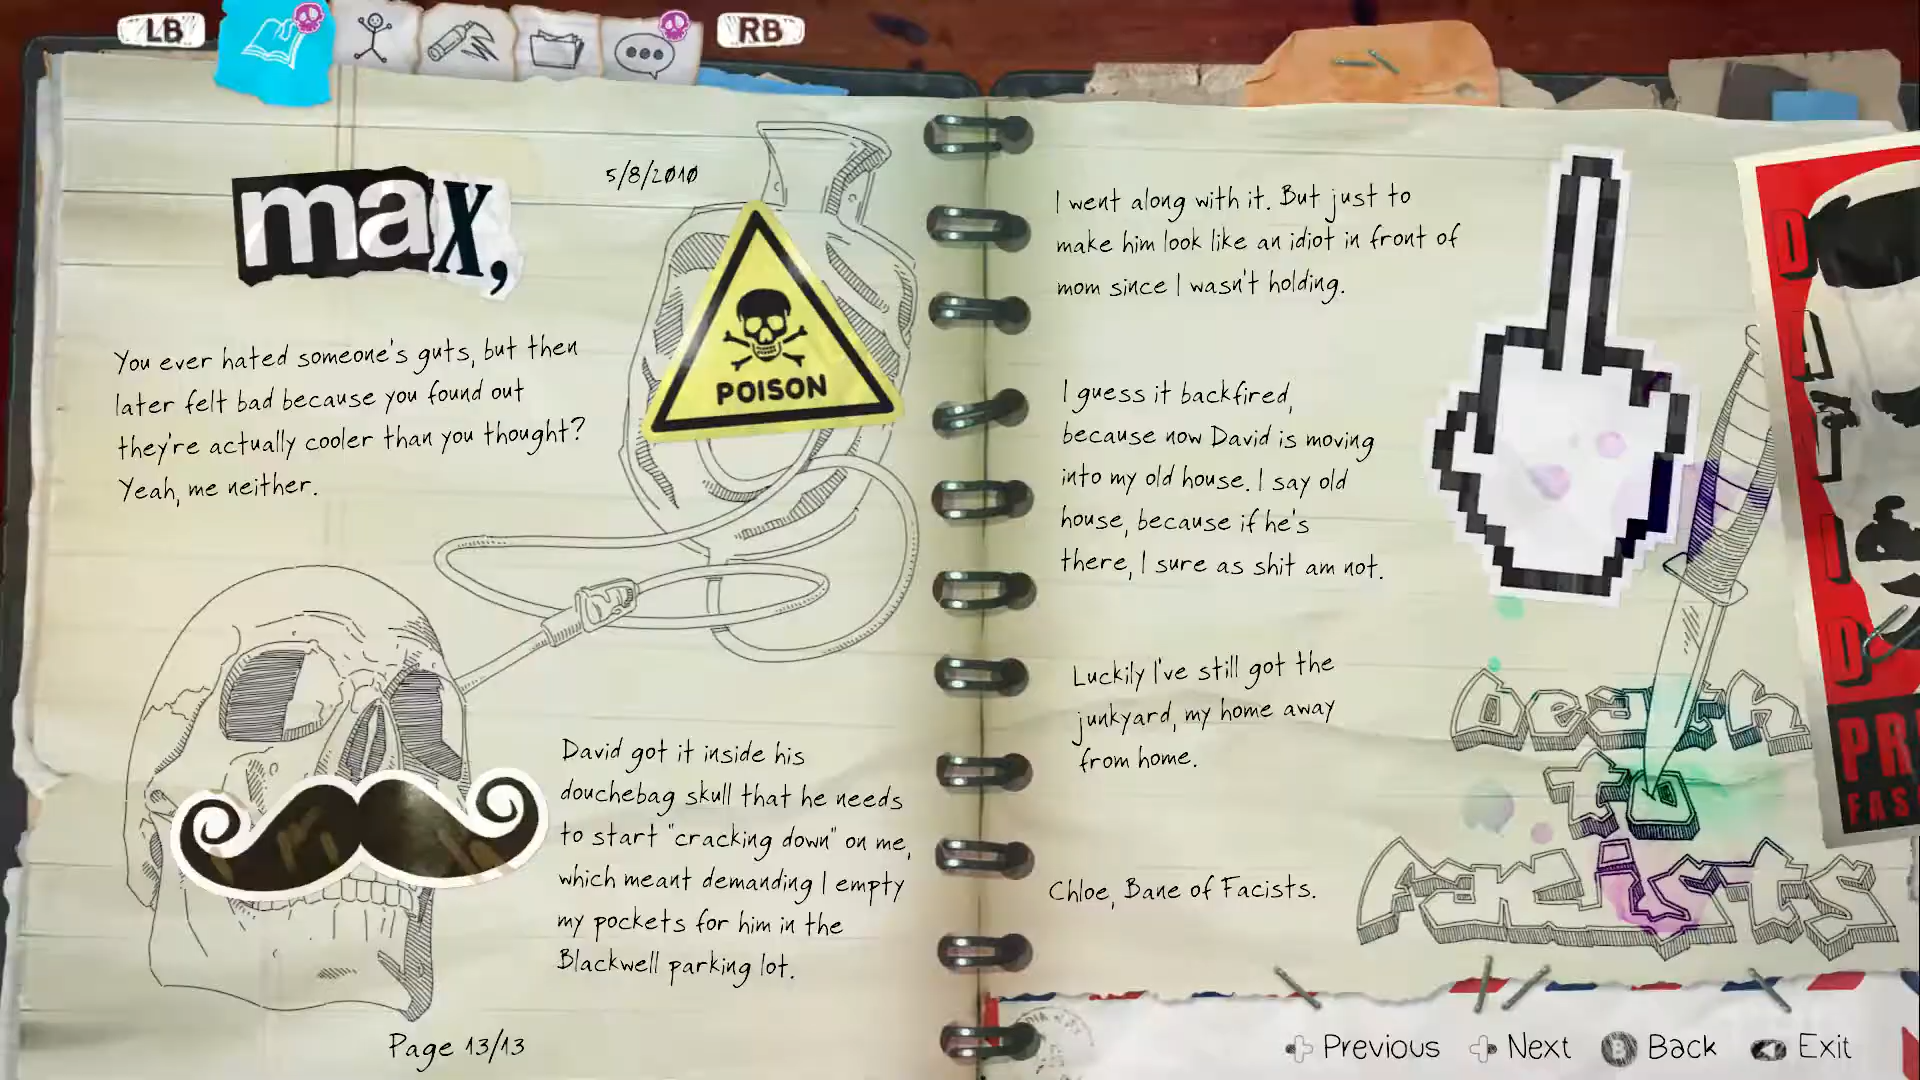 LB
RB
max,
5/8/2010
POISON
You ever hated someone's guts, but then
later felt bad because you found out
they're actually cooler than you thought?
Yeah, me neither.
David got it inside his
douchebag skull that he needs
to start "cracking down" on me,
which meant demanding I empty
my pockets for him in the
Blackwell parking lot.
Page 13/13
I went along with it. But just to
make him look like an idiot in front of
mom since I wasn't holding.
I guess it backfired,
because now David is moving
into my old house. I say old
house, because if he's
there, I sure as shit am not.
Luckily I've still got the
junkyard, my home away
from home.
Chloe, Bane of Facists.
Death
to
Facists
DAVID
PR
FAS
Previous
Next
B Back
Exit